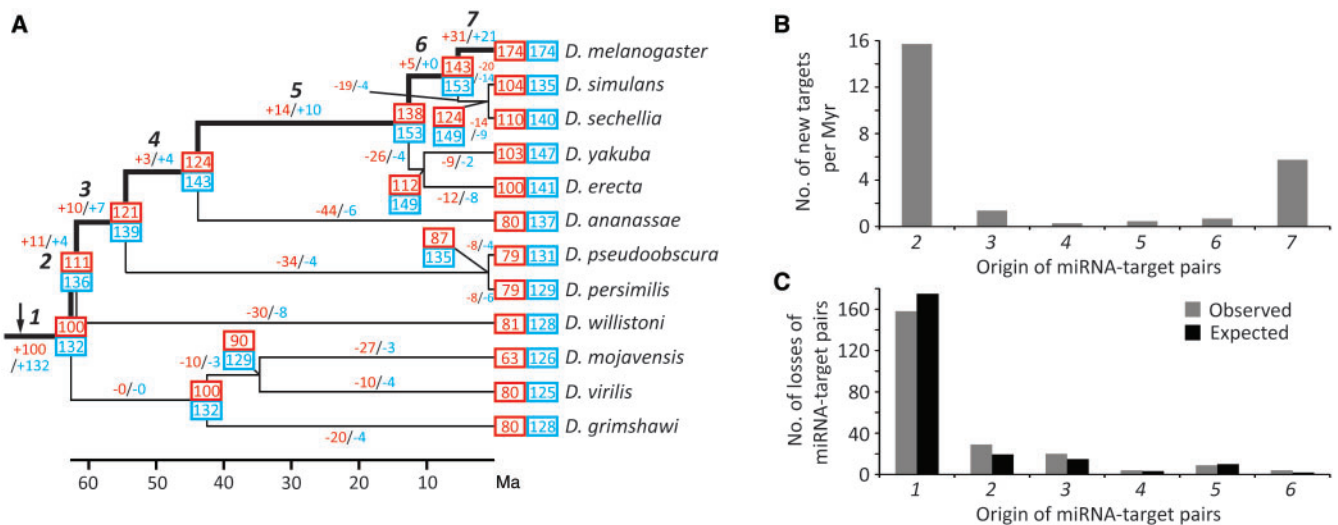 A
7
+31/+21
6
+5/+0
174 174 D. melanogaster
143
153
-20
/-14
5
-19/-4
104 135 D. simulans
+14/+10
138
153
124
149
-14
/-9
110 140 D. sechellia
4
+3/+4
124
143
-26/-4
-9/-2
103 147 D. yakuba
112
149
-12/-8
100 141 D. erecta
3
+10/+7
121
139
-44/-6
80 137 D. ananassae
+11/+4
2
111
136
87
135
-8/-4
79 131 D. pseudoobscura
-34/-4
-8/-6
79 129 D. persimilis
1
100
132
-30/-8
81 128 D. willistoni
+100
/+132
90
129
-10/-3
-27/-3
63 126 D. mojavensis
-0/-0
100
132
-10/-4
80 125 D. virilis
-20/-4
80 128 D. grimshawi
60 50 40 30 20 10 Ma
B
No. of new targets
per Myr
16
12
8
4
0
2 3 4 5 6 7
Origin of miRNA-target pairs
C
No. of losses of
miRNA-target pairs
160
120
80
40
0
Observed
Expected
1 2 3 4 5 6
Origin of miRNA-target pairs